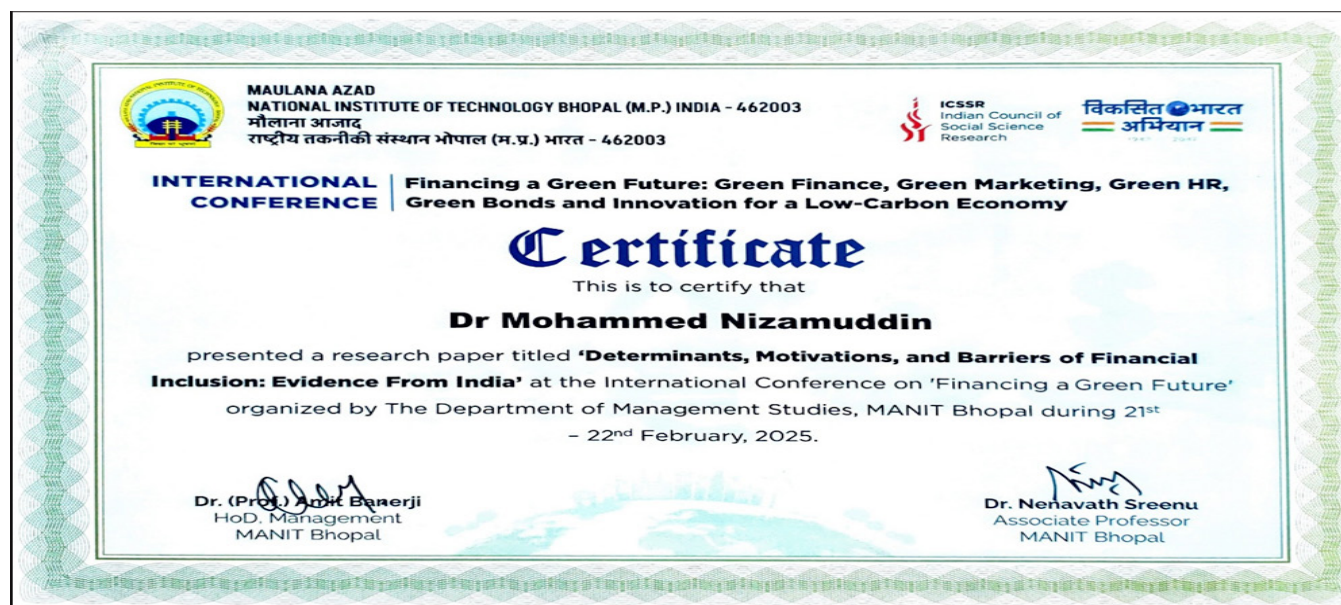 MAULANA AZAD
NATIONAL INSTITUTE OF TECHNOLOGY BHOPAL (M.P.) INDIA - 462003
मौलाना आजाद
राष्ट्रीय तकनीकी संस्थान भोपाल (म.प्र.) भारत - 462003
ICSSR
Indian Council of
Social Science
Research
विकसित भारत
अभियान
INTERNATIONAL
CONFERENCE
Financing a Green Future: Green Finance, Green Marketing, Green HR,
Green Bonds and Innovation for a Low-Carbon Economy
Certificate
This is to certify that
Dr Mohammed Nizamuddin
presented a research paper titled ‘Determinants, Motivations, and Barriers of Financial
Inclusion: Evidence From India’ at the International Conference on 'Financing a Green Future'
organized by The Department of Management Studies, MANIT Bhopal during 21st
– 22nd February, 2025.
Dr. (Prof.) Amit Banerji
HoD. Management
MANIT Bhopal
Dr. Nenavath Sreenu
Associate Professor
MANIT Bhopal